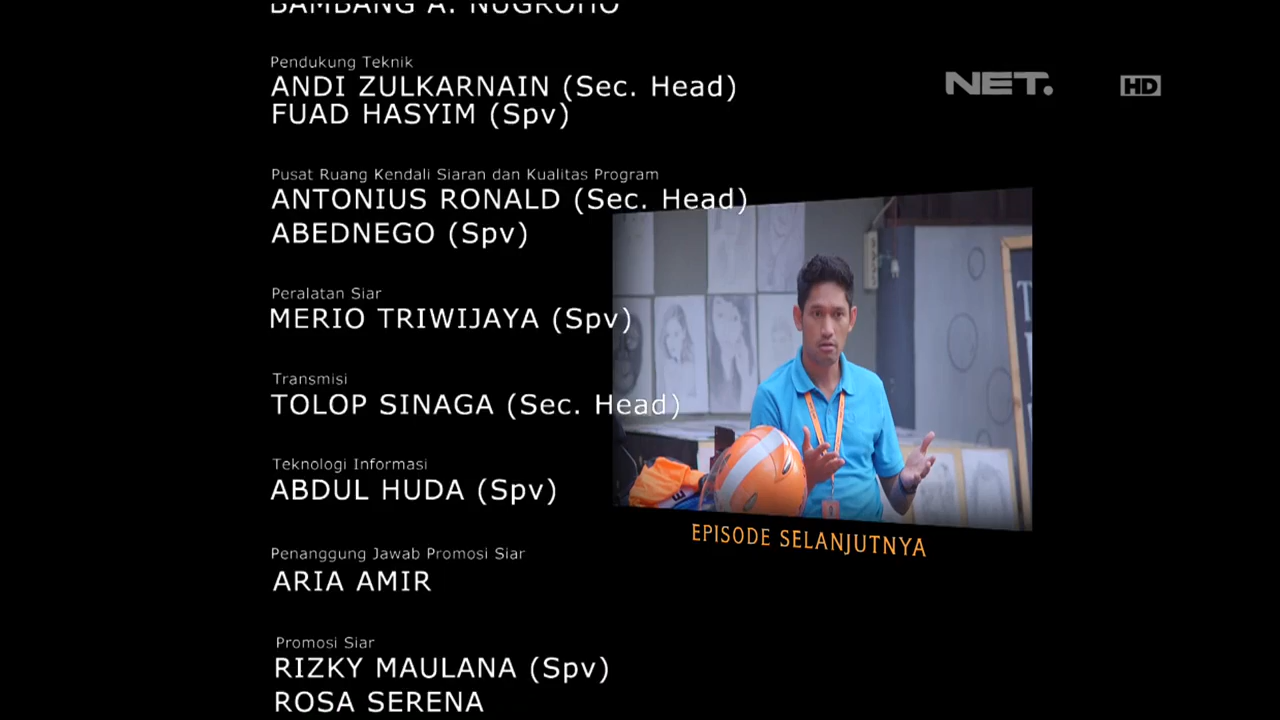 BAMBANG A. NUGROHO
Pendukung Teknik
ANDI ZULKARNAIN (Sec. Head)
FUAD HASYIM (Spv)
Pusat Ruang Kendali Siaran dan Kualitas Program
ANTONIUS RONALD (Sec. Head)
ABEDNEGO (Spv)
Peralatan Siar
MERIO TRIWIJAYA (Spv)
Transmisi
TOLOP SINAGA (Sec. Head)
Teknologi Informasi
ABDUL HUDA (Spv)
Penanggung Jawab Promosi Siar
ARIA AMIR
Promosi Siar
RIZKY MAULANA (Spv)
ROSA SERENA
NET.
HD
EPISODE SELANJUTNYA